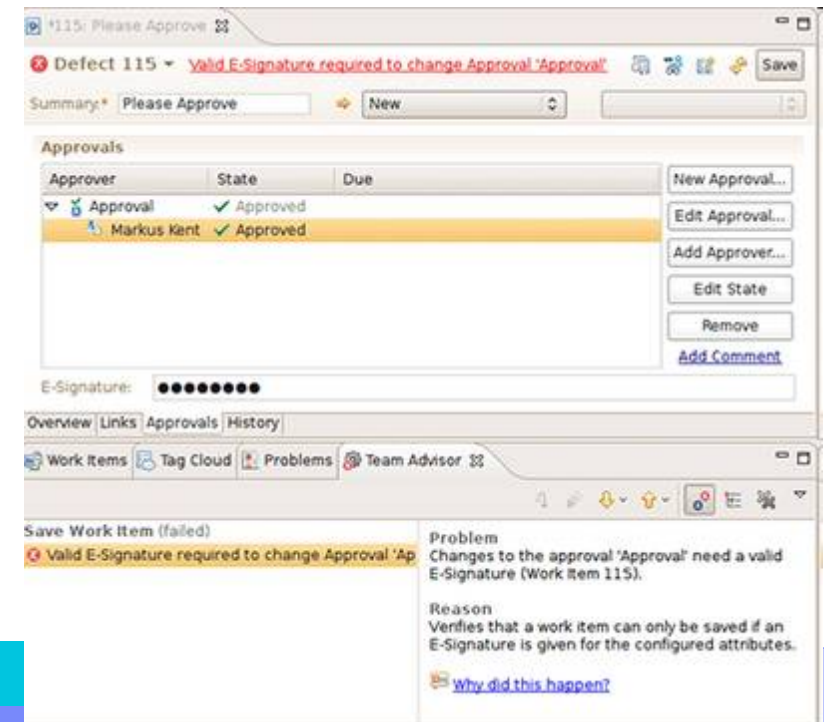 *115: Please Approve
Defect 115 Valid E-Signature required to change Approval 'Approval' Save
Summary:* Please Approve New
Approvals
Approver State Due New Approval...
Approval Approved Edit Approval...
Markus Kent Approved
Add Approver...
Edit State
Remove
Add Comment
E-Signature: ●●●●●●●●
Overview Links Approvals History
Work Items Tag Cloud Problems Team Advisor
Save Work Item (failed)
Valid E-Signature required to change Approval 'Ap
Problem
Changes to the approval 'Approval' need a valid
E-Signature (Work Item 115).
Reason
Verifies that a work item can only be saved if an
E-Signature is given for the configured attributes.
Why did this happen?